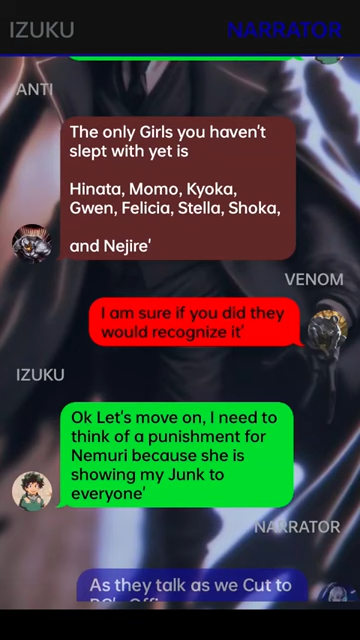 IZUKU NARRATOR
ANTI
The only Girls you haven't
slept with yet is
Hinata, Momo, Kyoka,
Gwen, Felicia, Stella, Shoka,
and Nejire'
VENOM
I am sure if you did they
would recognize it'
IZUKU
Ok Let's move on, I need to
think of a punishment for
Nemuri because she is
showing my Junk to
everyone'
NARRATOR
As they talk as we Cut to